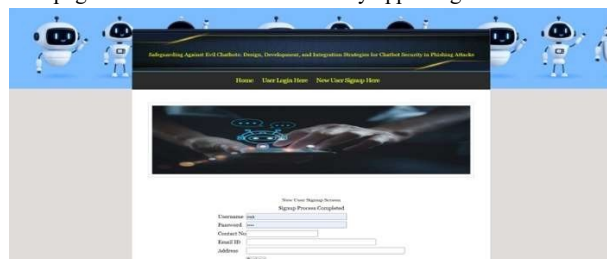 Safeguarding Against Evil Chatbots: Design, Development, and Integration Strategies for Chatbot Security in Phishing Attacks
Home User Login Here New User Signup Here
New User Signup Screen
Signup Process Completed
Username
Password
Contact No
Email ID
Address